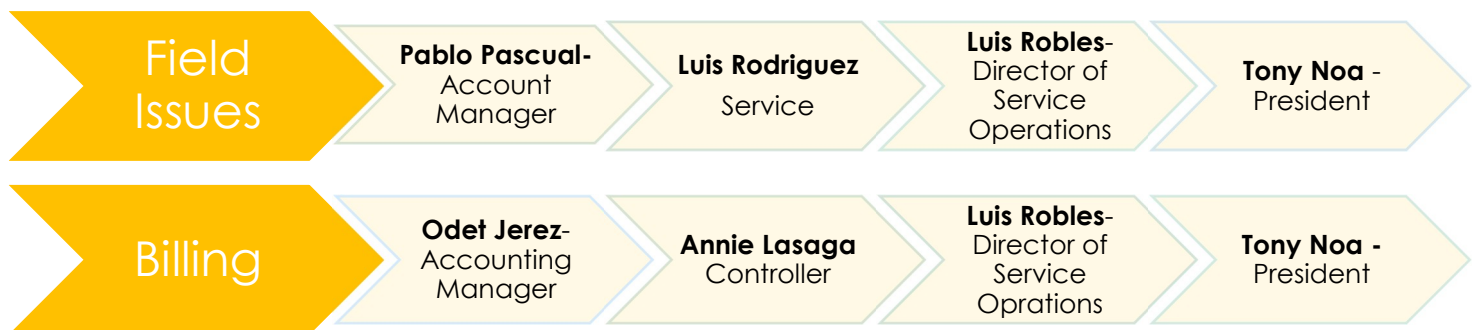 Field
Issues
Pablo Pascual-
Account
Manager
Luis Rodriguez
Service
Luis Robles-
Director of
Service
Operations
Tony Noa -
President
Billing
Odet Jerez-
Accounting
Manager
Annie Lasaga
Controller
Luis Robles-
Director of
Service
Oprations
Tony Noa -
President